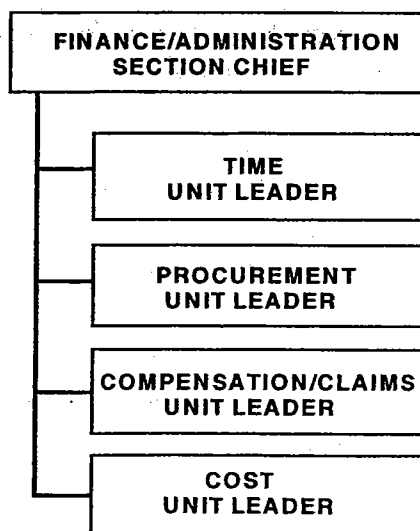 FINANCE/ADMINISTRATION
SECTION CHIEF
TIME
UNIT LEADER
PROCUREMENT
UNIT LEADER
COMPENSATION/CLAIMS
UNIT LEADER
COST
UNIT LEADER